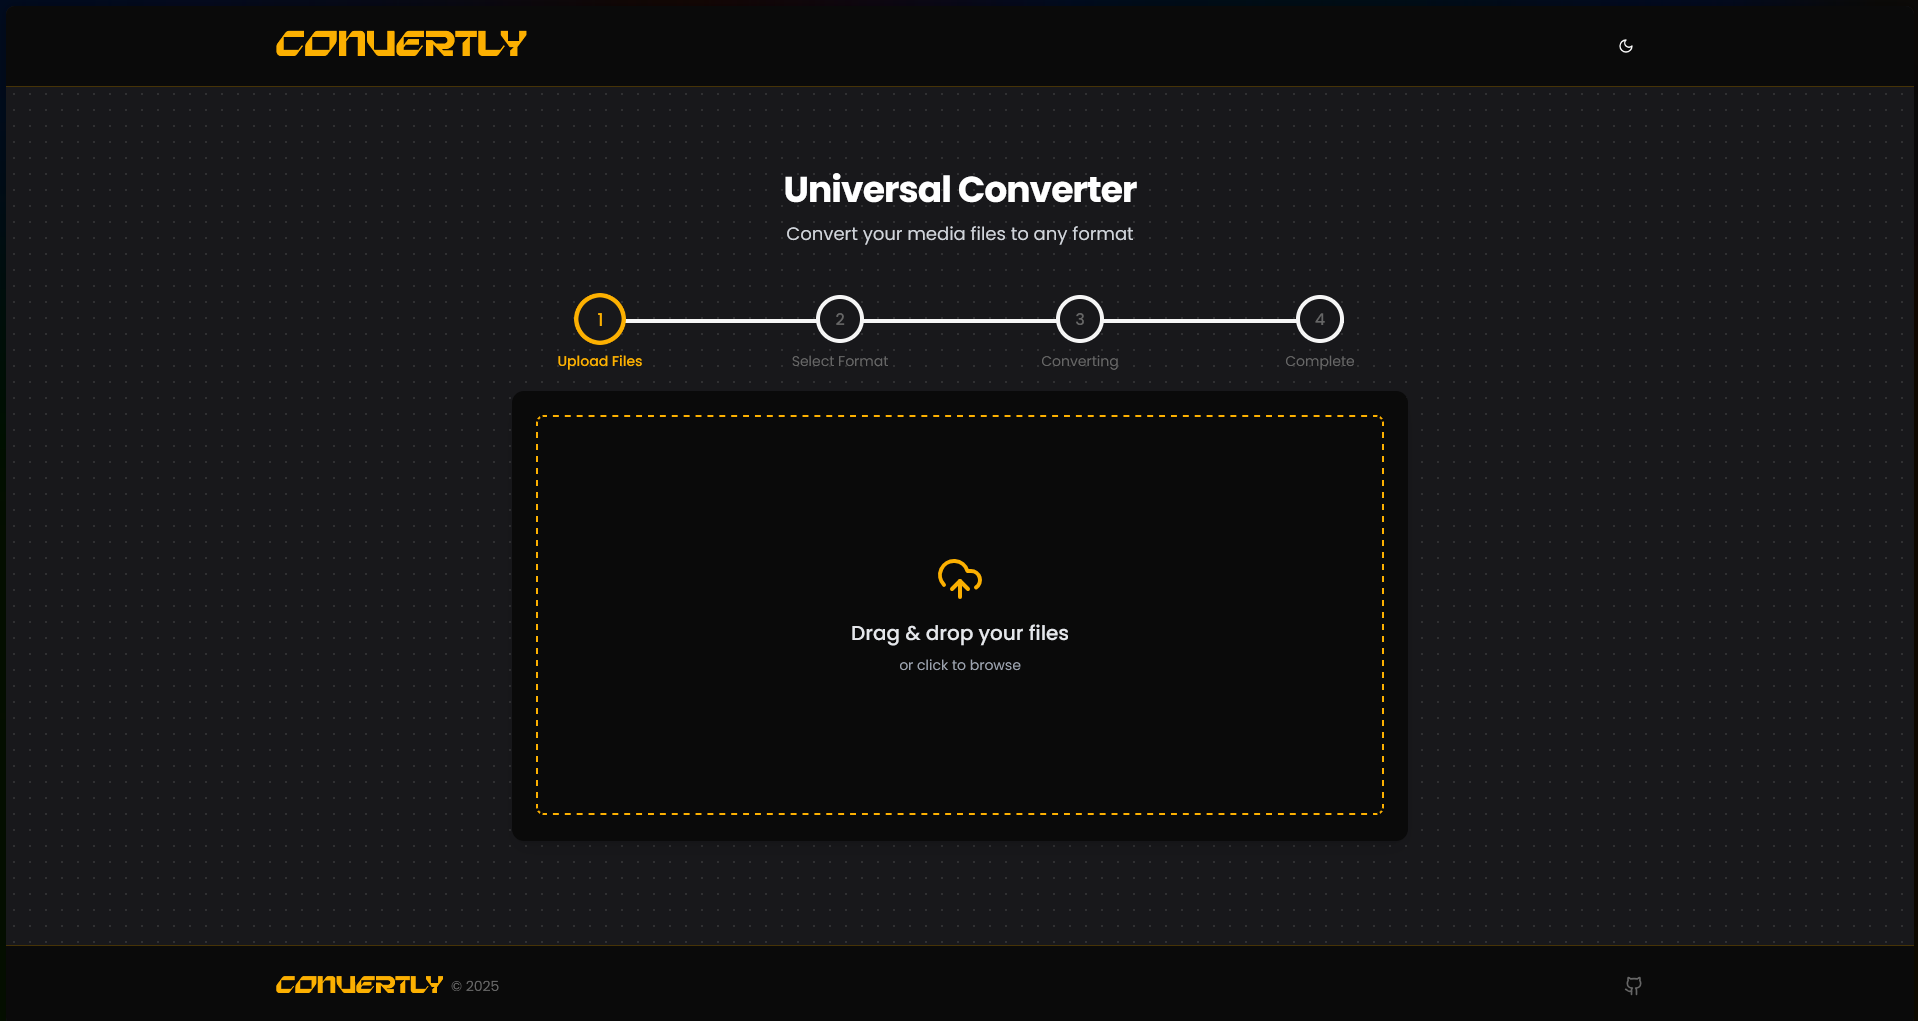 CONVERTLY
Universal Converter
Convert your media files to any format
1
2
3
4
Upload Files
Select Format
Converting
Complete
Drag & drop your files
or click to browse
CONVERTLY © 2025